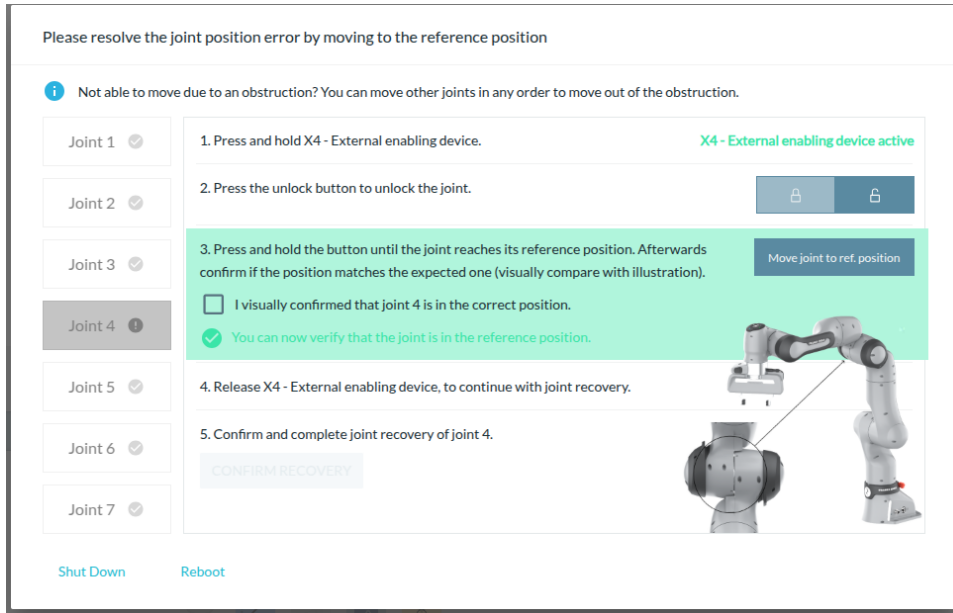 Please resolve the joint position error by moving to the reference position
Not able to move due to an obstruction? You can move other joints in any order to move out of the obstruction.
Joint 1
Joint 2
Joint 3
Joint 4
Joint 5
Joint 6
Joint 7
1. Press and hold X4 - External enabling device.
X4 - External enabling device active
2. Press the unlock button to unlock the joint.
3. Press and hold the button until the joint reaches its reference position. Afterwards
confirm if the position matches the expected one (visually compare with illustration).
Move joint to ref. position
I visually confirmed that joint 4 is in the correct position.
You can now verify that the joint is in the reference position.
4. Release X4 - External enabling device, to continue with joint recovery.
5. Confirm and complete joint recovery of joint 4.
CONFIRM RECOVERY
Shut Down
Reboot